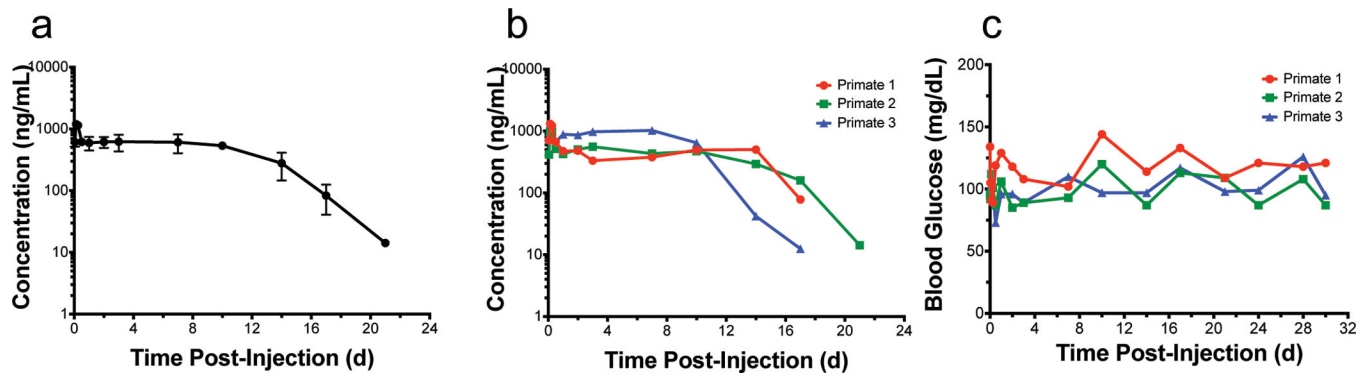 a
Concentration (ng/mL)
10000
1000
100
10
1
0 4 8 12 16 20 24
Time Post-Injection (d)
b
Concentration (ng/mL)
10000
1000
100
10
1
0 4 8 12 16 20 24
Time Post-Injection (d)
Primate 1
Primate 2
Primate 3
c
Blood Glucose (mg/dL)
200
150
100
50
0
0 4 8 12 16 20 24 28 32
Time Post-Injection (d)
Primate 1
Primate 2
Primate 3